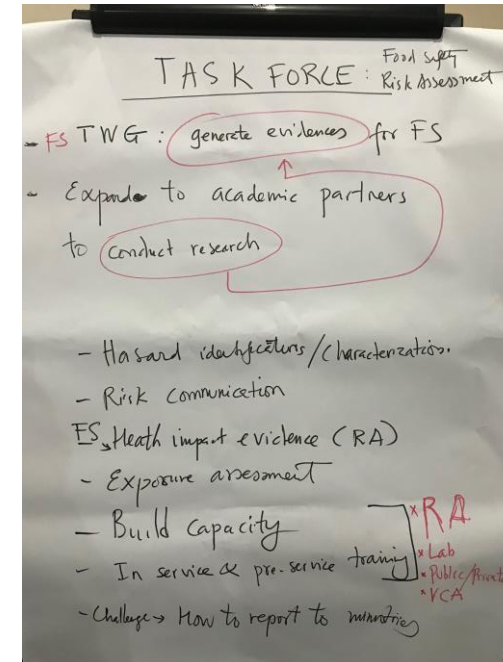 TASK FORCE : Food Safety
Risk Assessment
- FS TWG : generate evidences for FS
- Expand to academic partners
to conduct research
- Hasard identifications/characterization.
- Risk communication
FS Heath impact evidence (RA)
- Exposure assesment
- Build capacity
- In service & pre-service training
* RA
* Lab
* Public/Private
* VCA
- Challenge → How to report to ministries